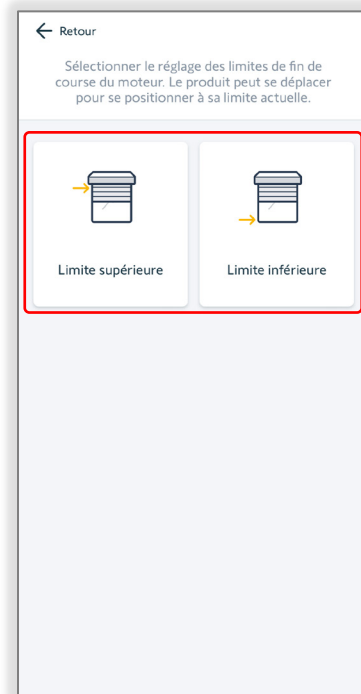 Retour
Sélectionner le réglage des limites de fin de
course du moteur. Le produit peut se déplacer
pour se positionner à sa limite actuelle.
Limite supérieure
Limite inférieure